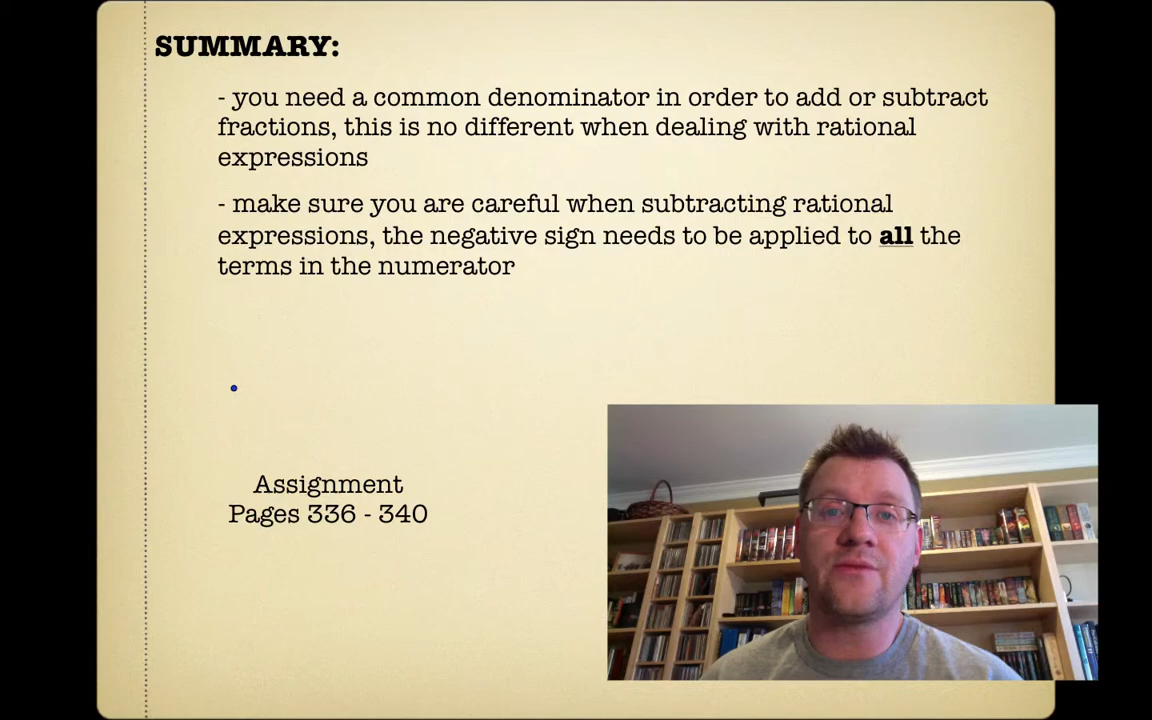 SUMMARY:
- you need a common denominator in order to add or subtract
fractions, this is no different when dealing with rational
expressions
- make sure you are careful when subtracting rational
expressions, the negative sign needs to be applied to all the
terms in the numerator
Assignment
Pages 336 - 340